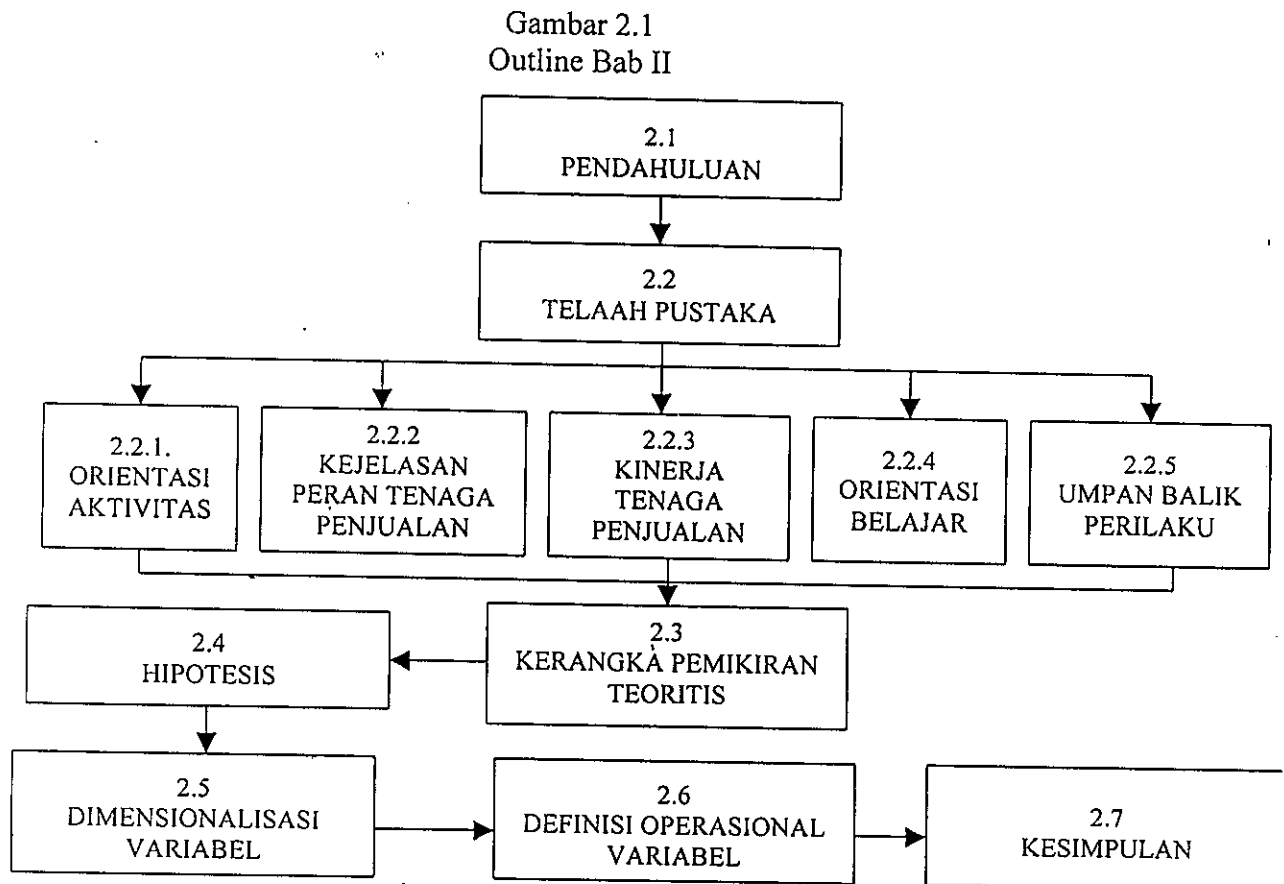 Gambar 2.1
Outline Bab II
2.1
PENDAHULUAN
2.2
TELAAH PUSTAKA
2.2.1.
ORIENTASI
AKTIVITAS
2.2.2
KEJELASAN
PERAN TENAGA
PENJUALAN
2.2.3
KINERJA
TENAGA
PENJUALAN
2.2.4
ORIENTASI
BELAJAR
2.2.5
UMPAN BALIK
PERILAKU
2.3
KERANGKA PEMIKIRAN
TEORITIS
2.4
HIPOTESIS
2.5
DIMENSIONALISASI
VARIABEL
2.6
DEFINISI OPERASIONAL
VARIABEL
2.7
KESIMPULAN